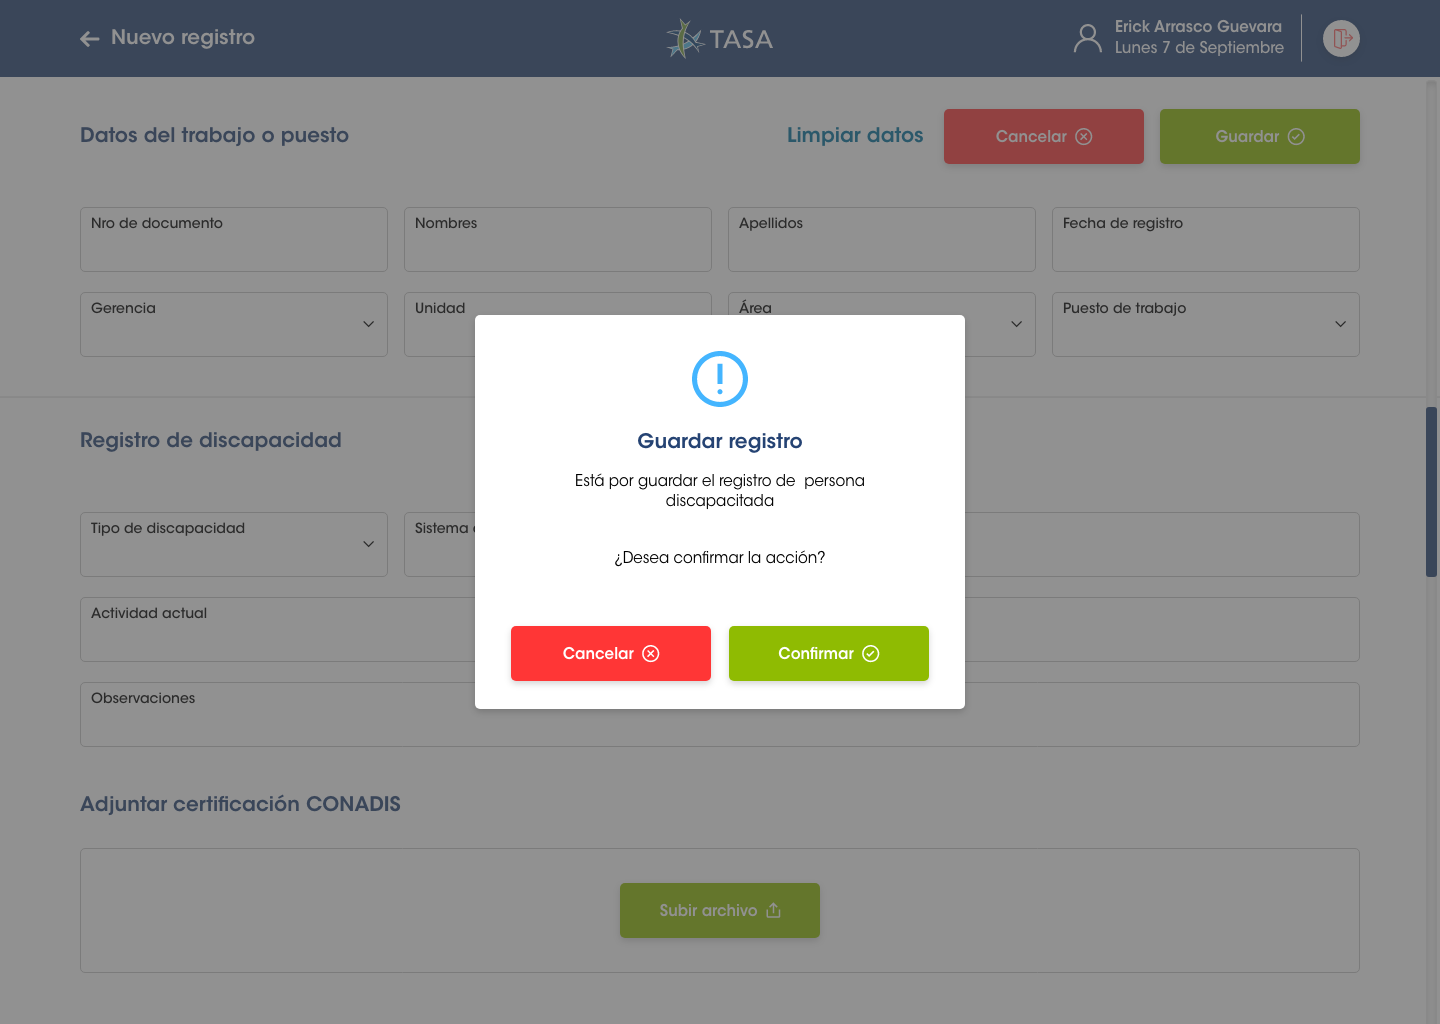 Nuevo registro
TASA
Erick Arrasco Guevara
Lunes 7 de Septiembre
Datos del trabajo o puesto
Limpiar datos
Cancelar
Guardar
Nro de documento
Nombres
Apellidos
Fecha de registro
Gerencia
Unidad
Área
Puesto de trabajo
Guardar registro
Está por guardar el registro de  persona
discapacitada
¿Desea confirmar la acción?
Cancelar
Confirmar
Registro de discapacidad
Tipo de discapacidad
Sistema
Actividad actual
Observaciones
Adjuntar certificación CONADIS
Subir archivo